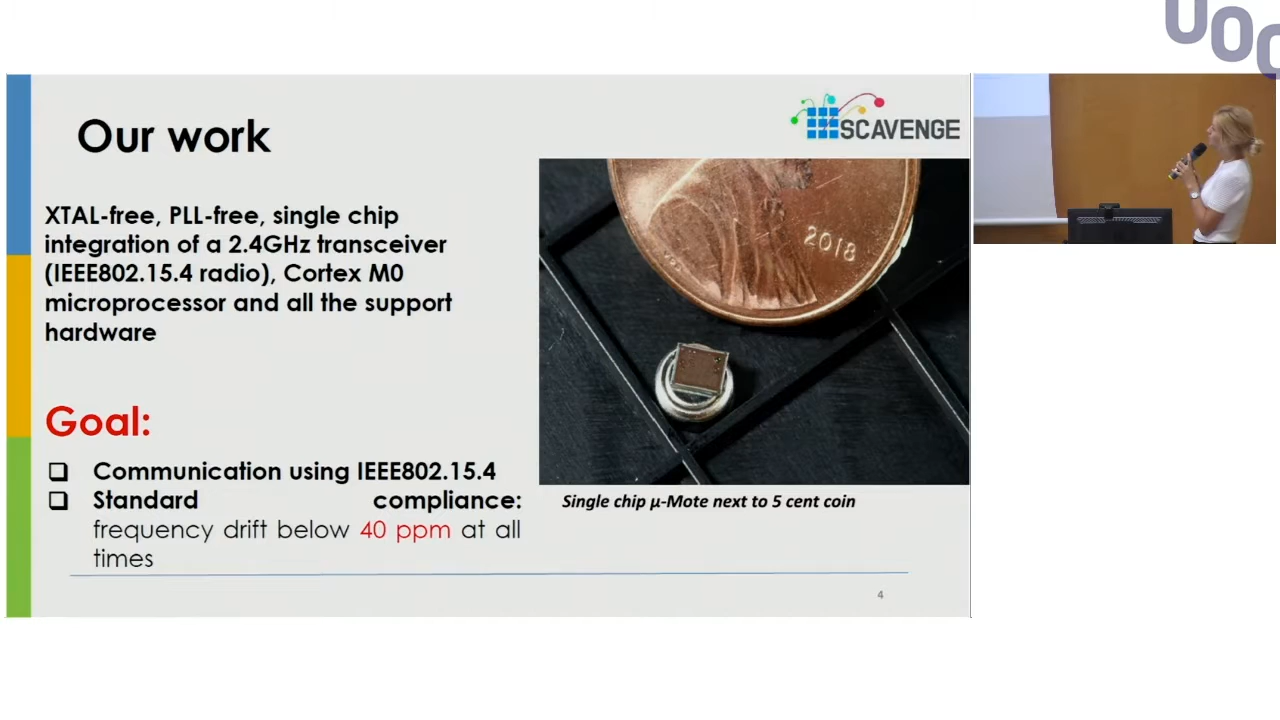 UOC
Our work
SCAVENGE
XTAL-free, PLL-free, single chip
integration of a 2.4GHz transceiver
(IEEE802.15.4 radio), Cortex M0
microprocessor and all the support
hardware
2018
Goal:
❑ Communication using IEEE802.15.4
❑ Standard compliance:
frequency drift below 40 ppm at all
times
Single chip µ-Mote next to 5 cent coin
4